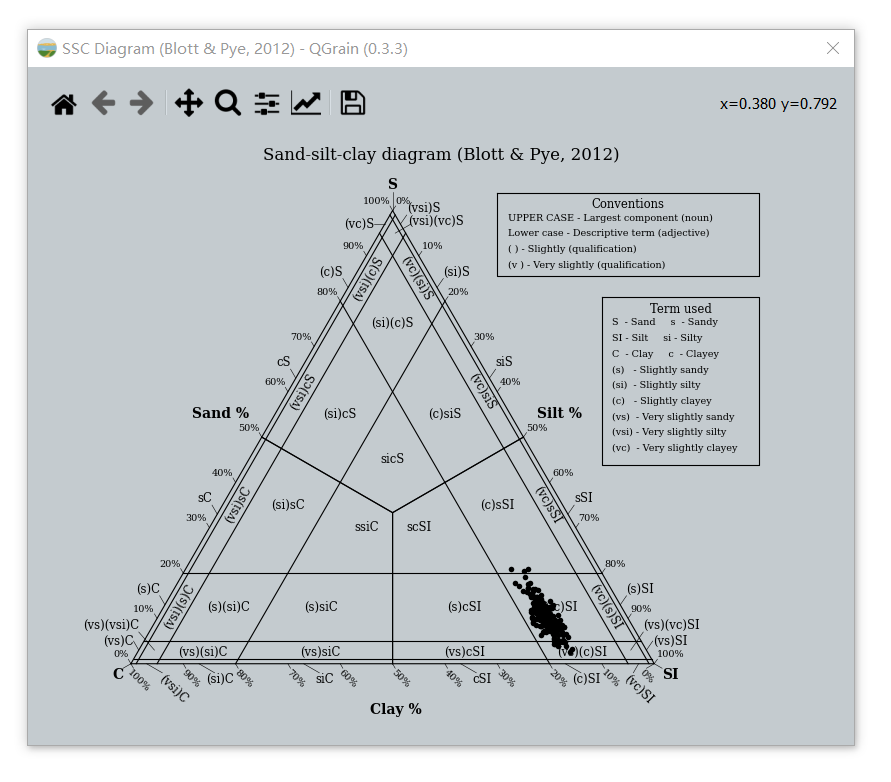 SSC Diagram (Blott & Pye, 2012) - QGrain (0.3.3)
x=0.380 y=0.792
Sand-silt-clay diagram (Blott & Pye, 2012)
S
100% 0%
(vsi)S
(vc)S
(vsi)(vc)S
90%
10%
(c)S
(vsi)(c)S
(vc)(si)S
(si)S
80%
20%
(si)(c)S
70%
30%
cS
siS
60%
(vsi)cS
(vc)siS
40%
Sand %
(si)cS
(c)siS
Silt %
50%
50%
sicS
40%
60%
sC
(vsi)sC
(si)sC
(c)sSI
(vc)sSI
sSI
30%
70%
ssiC
scSI
20%
80%
(s)C
(vsi)(s)C
(vc)(s)SI
(s)SI
10%
(s)(si)C
(s)siC
(s)cSI
c)SI
90%
(vs)(vsi)C
(vs)(vc)SI
(vs)C
(vs)SI
0%
(vs)(si)C
(vs)siC
(vs)cSI
)(c)SI
100%
C
SI
100%
90%
80%
70%
60%
50%
40%
30%
20%
10%
0%
(vsi)C
(si)C
siC
cSI
(c)SI
(vc)SI
Clay %
Conventions
UPPER CASE - Largest component (noun)
Lower case - Descriptive term (adjective)
( ) - Slightly (qualification)
(v ) - Very slightly (qualification)
Term used
S - Sand s - Sandy
SI - Silt si - Silty
C - Clay c - Clayey
(s) - Slightly sandy
(si) - Slightly silty
(c) - Slightly clayey
(vs) - Very slightly sandy
(vsi) - Very slightly silty
(vc) - Very slightly clayey